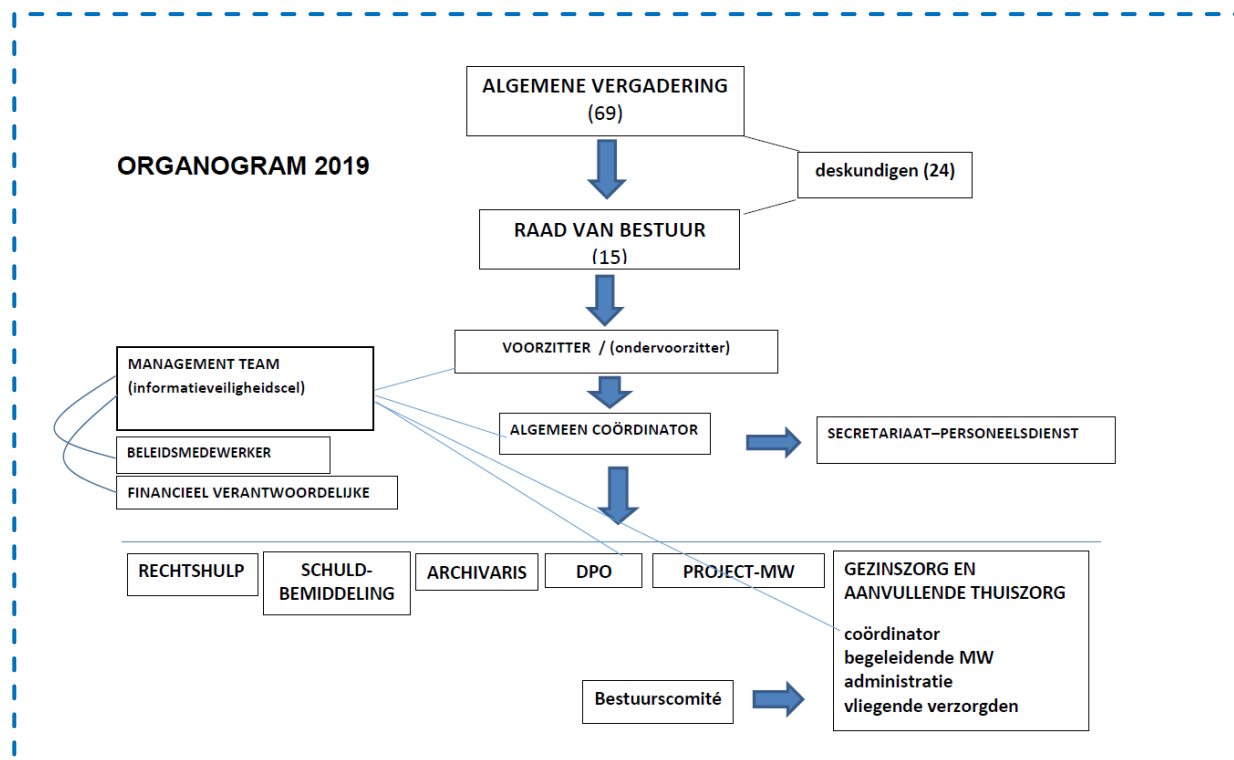 ALGEMENE VERGADERING
(69)
ORGANOGRAM 2019
deskundigen (24)
RAAD VAN BESTUUR
(15)
VOORZITTER / (ondervoorzitter)
MANAGEMENT TEAM
(informatieveiligheidscel)
ALGEMEEN COÖRDINATOR
SECRETARIAAT–PERSONEELSDIENST
BELEIDSMEDEWERKER
FINANCIEEL VERANTWOORDELIJKE
RECHTSHULP
SCHULD-
BEMIDDELING
ARCHIVARIS
DPO
PROJECT-MW
GEZINSZORG EN
AANVULLENDE THUISZORG
coördinator
begeleidende MW
administratie
vliegende verzorgden
Bestuurscomité